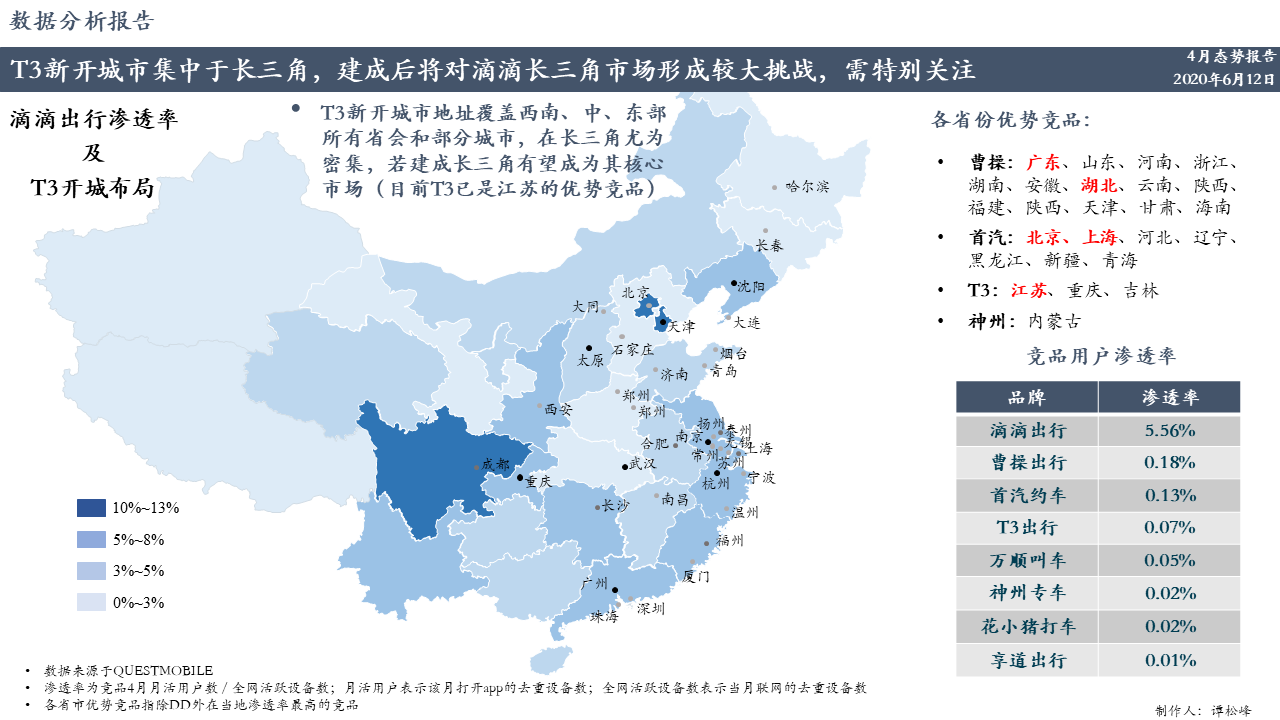 数据分析报告
T3新开城市集中于长三角，建成后将对滴滴长三角市场形成较大挑战，需特别关注
4月态势报告
2020年6月12日
滴滴出行渗透率
及
T3开城布局
• T3新开城市地址覆盖西南、中、东部
所有省会和部分城市，在长三角尤为
密集，若建成长三角有望成为其核心
市场（目前T3已是江苏的优势竞品）
哈尔滨
长春
沈阳
北京
大同
天津
大连
石家庄
太原
烟台
青岛
济南
郑州
西安
郑州
扬州
泰州
南京
合肥
无锡
上海
常州
苏州
成都
武汉
重庆
杭州
宁波
长沙
南昌
温州
福州
厦门
广州
珠海
深圳
10%~13%
5%~8%
3%~5%
0%~3%
各省份优势竞品：
• 曹操：广东、山东、河南、浙江、
湖南、安徽、湖北、云南、陕西、
福建、陕西、天津、甘肃、海南
• 首汽：北京、上海、河北、辽宁、
黑龙江、新疆、青海
• T3：江苏、重庆、吉林
• 神州：内蒙古
竞品用户渗透率
品牌 渗透率
滴滴出行 5.56%
曹操出行 0.18%
首汽约车 0.13%
T3出行 0.07%
万顺叫车 0.05%
神州专车 0.02%
花小猪打车 0.02%
享道出行 0.01%
• 数据来源于QUESTMOBILE
• 渗透率为竞品4月月活用户数 / 全网活跃设备数；月活用户表示该月打开app的去重设备数；全网活跃设备数表示当月联网的去重设备数
• 各省市优势竞品指除DD外在当地渗透率最高的竞品
制作人：谭松峰